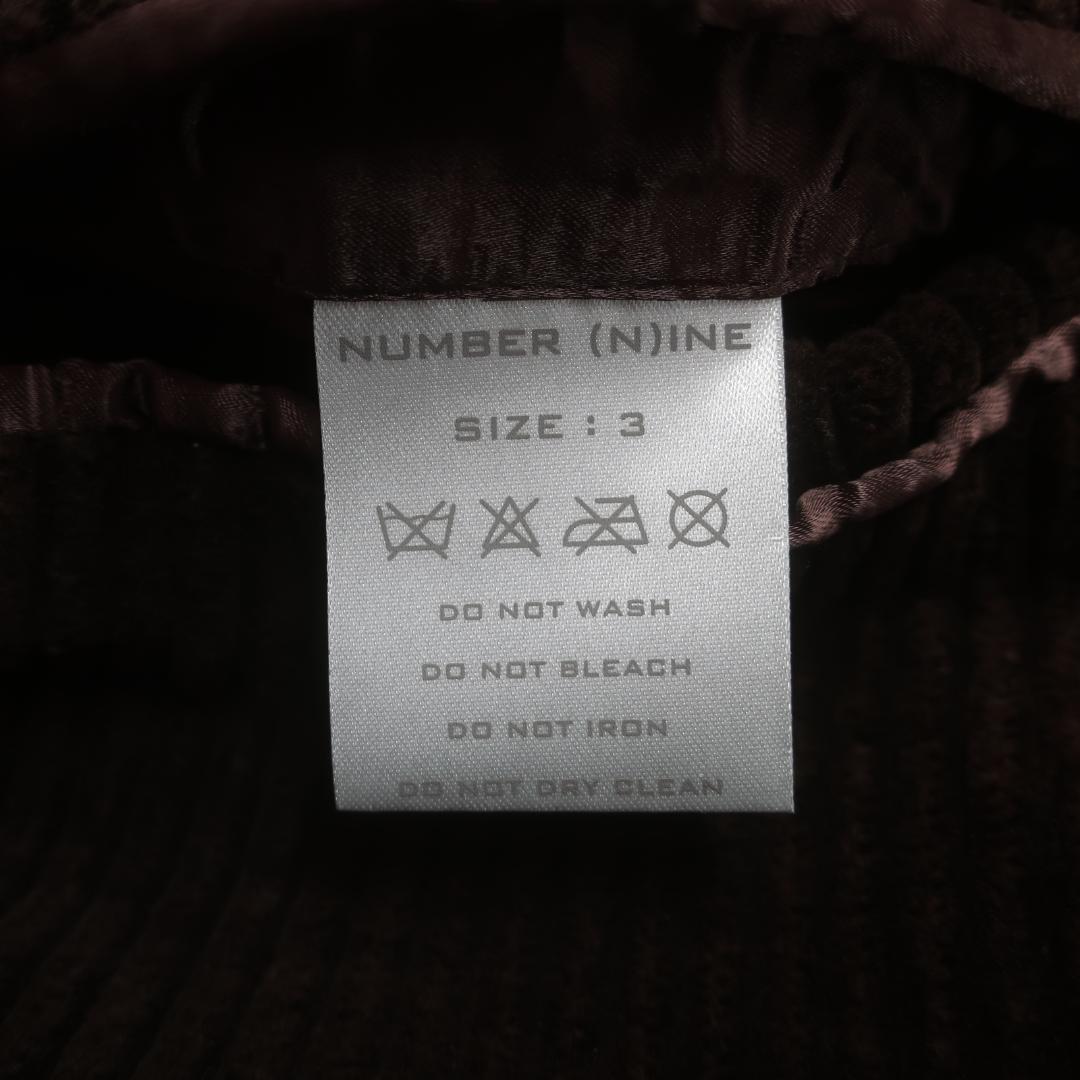 NUMBER (N)INE
SIZE : 3
DO NOT WASH
DO NOT BLEACH
DO NOT IRON
DO NOT DRY CLEAN